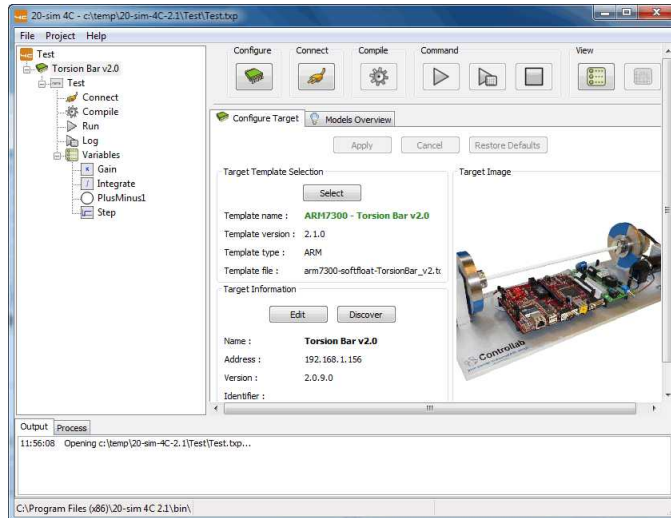 20-sim 4C - c:\temp\20-sim-4C-2.1\Test\Test.txp
File Project Help
Test
Torsion Bar v2.0
Test
Connect
Compile
Run
Log
Variables
Gain
Integrate
PlusMinus1
Step
Configure Connect Compile Command View
Configure Target Models Overview
Apply Cancel Restore Defaults
Target Template Selection
Select
Template name : ARM7300 - Torsion Bar v2.0
Template version : 2.1.0
Template type : ARM
Template file : arm7300-softfloat-TorsionBar_v2.tc
Target Information
Edit Discover
Name : Torsion Bar v2.0
Address : 192.168.1.156
Version : 2.0.9.0
Identifier :
Target Image
Controllab
Output Process
11:56:08 Opening c:\temp\20-sim-4C-2.1\Test\Test.txp...
C:\Program Files (x86)\20-sim 4C 2.1\bin\